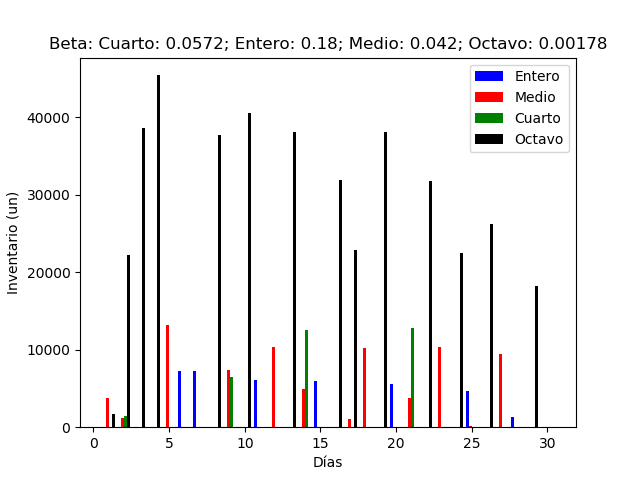 Beta: Cuarto: 0.0572; Entero: 0.18; Medio: 0.042; Octavo: 0.00178
Entero
Medio
Cuarto
Octavo
Inventario (un)
40000
30000
20000
10000
0
0 5 10 15 20 25 30
Días